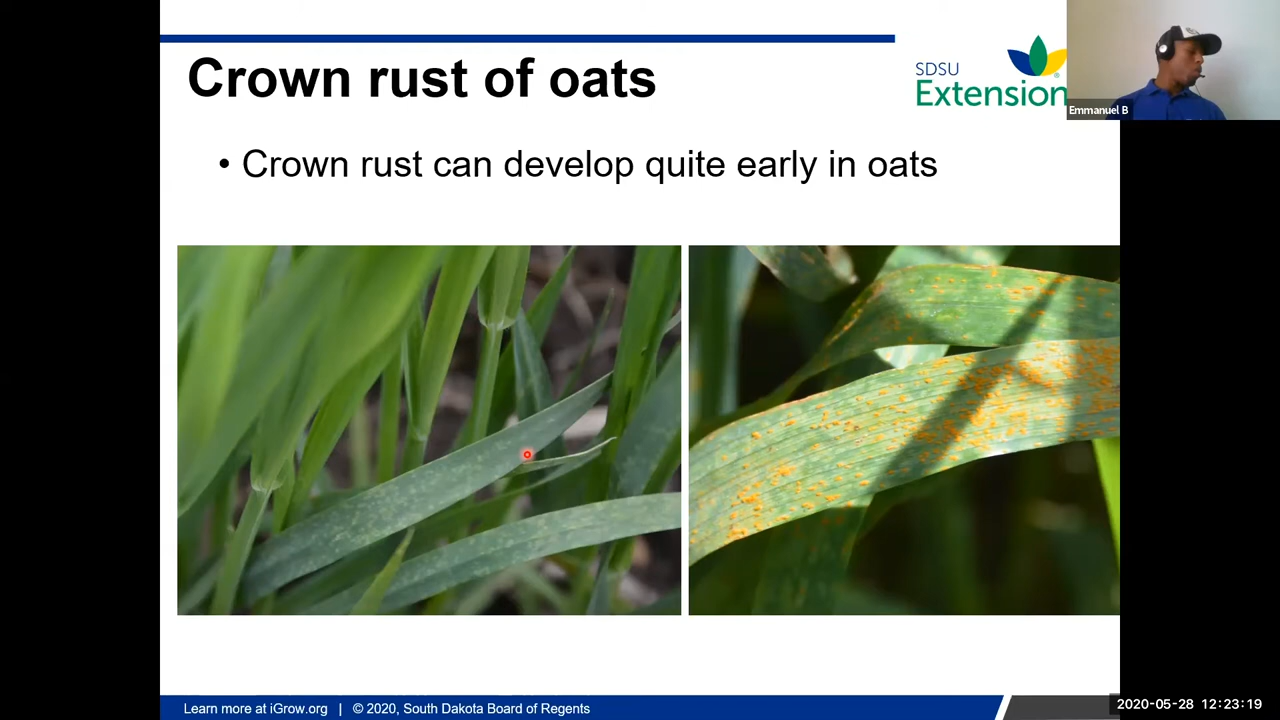 Crown rust of oats
SDSU
Extension
®
Emmanuel B
• Crown rust can develop quite early in oats
Learn more at iGrow.org | © 2020, South Dakota Board of Regents
2020-05-28 12:23:19